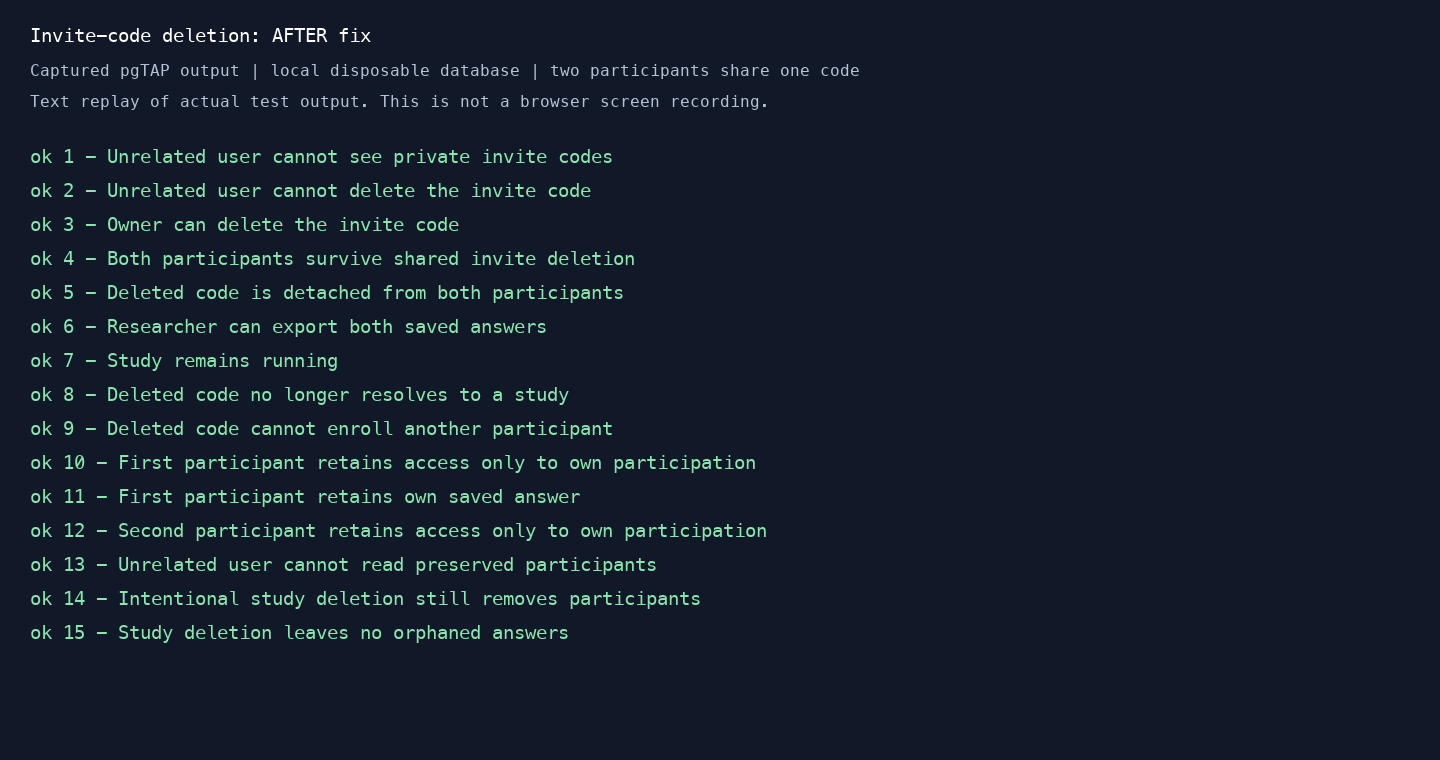 Invite-code deletion: AFTER fix
Captured pgTAP output | local disposable database | two participants share one code
Text replay of actual test output. This is not a browser screen recording.
ok 1 – Unrelated user cannot see private invite codes
ok 2 – Unrelated user cannot delete the invite code
ok 3 – Owner can delete the invite code
ok 4 – Both participants survive shared invite deletion
ok 5 – Deleted code is detached from both participants
ok 6 – Researcher can export both saved answers
ok 7 – Study remains running
ok 8 – Deleted code no longer resolves to a study
ok 9 – Deleted code cannot enroll another participant
ok 10 – First participant retains access only to own participation
ok 11 – First participant retains own saved answer
ok 12 – Second participant retains access only to own participation
ok 13 – Unrelated user cannot read preserved participants
ok 14 – Intentional study deletion still removes participants
ok 15 – Study deletion leaves no orphaned answers